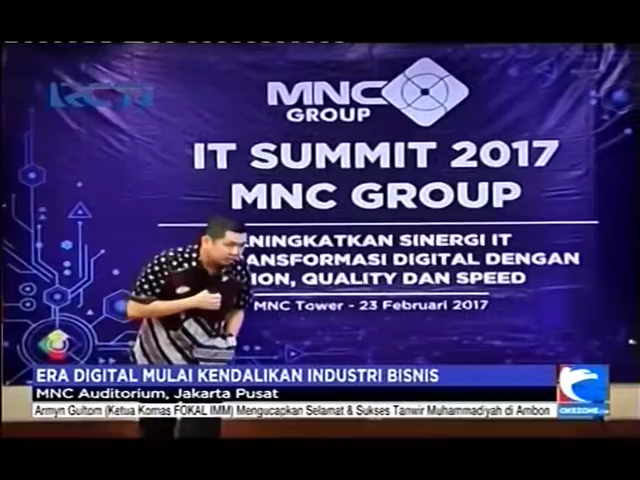 RCTI
MNC
GROUP
IT SUMMIT 2017
MNC GROUP
NINGKATKAN SINERGI IT
ANSFORMASI DIGITAL DENGAN
ION, QUALITY DAN SPEED
MNC Tower - 23 Februari 2017
ERA DIGITAL MULAI KENDALIKAN INDUSTRI BISNIS
MNC Auditorium, Jakarta Pusat
Armyn Gultom (Ketua Kornas FOKAL IMM) Mengucapkan Selamat & Sukses Tanwir Muhammadiyah di Ambon
OKEZONE.com